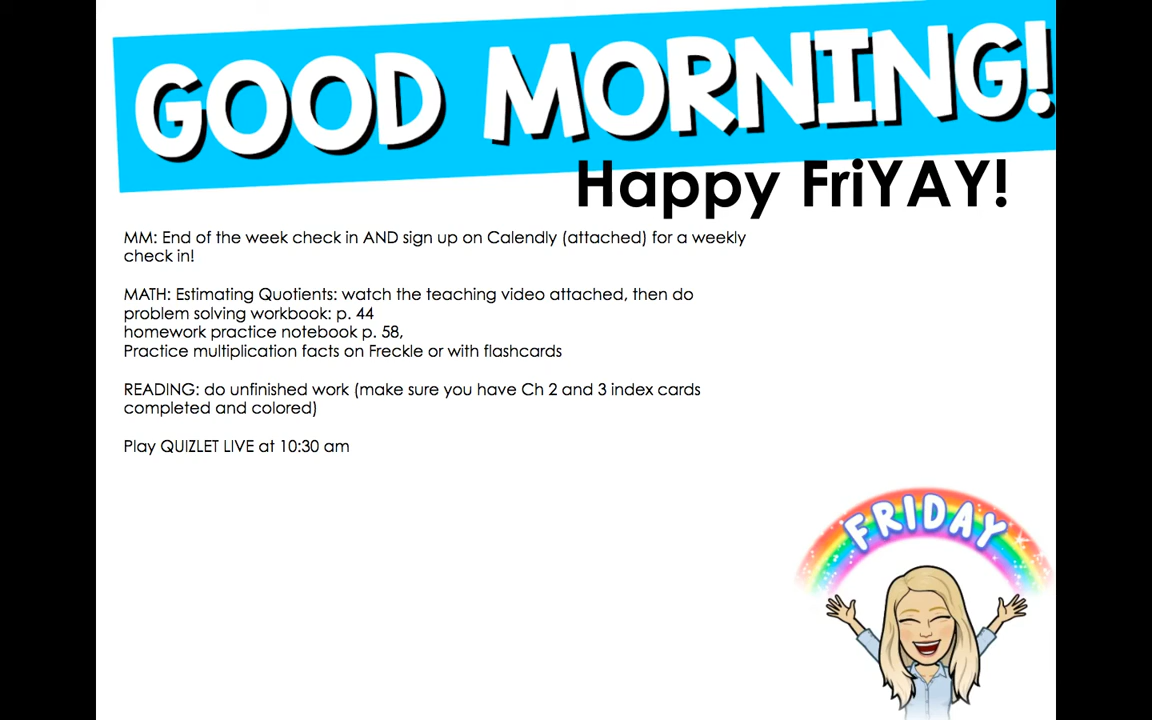 GOOD MORNING!
Happy FriYAY!
MM: End of the week check in AND sign up on Calendly (attached) for a weekly
check in!
MATH: Estimating Quotients: watch the teaching video attached, then do
problem solving workbook: p. 44
homework practice notebook p. 58,
Practice multiplication facts on Freckle or with flashcards
READING: do unfinished work (make sure you have Ch 2 and 3 index cards
completed and colored)
Play QUIZLET LIVE at 10:30 am
FRIDAY